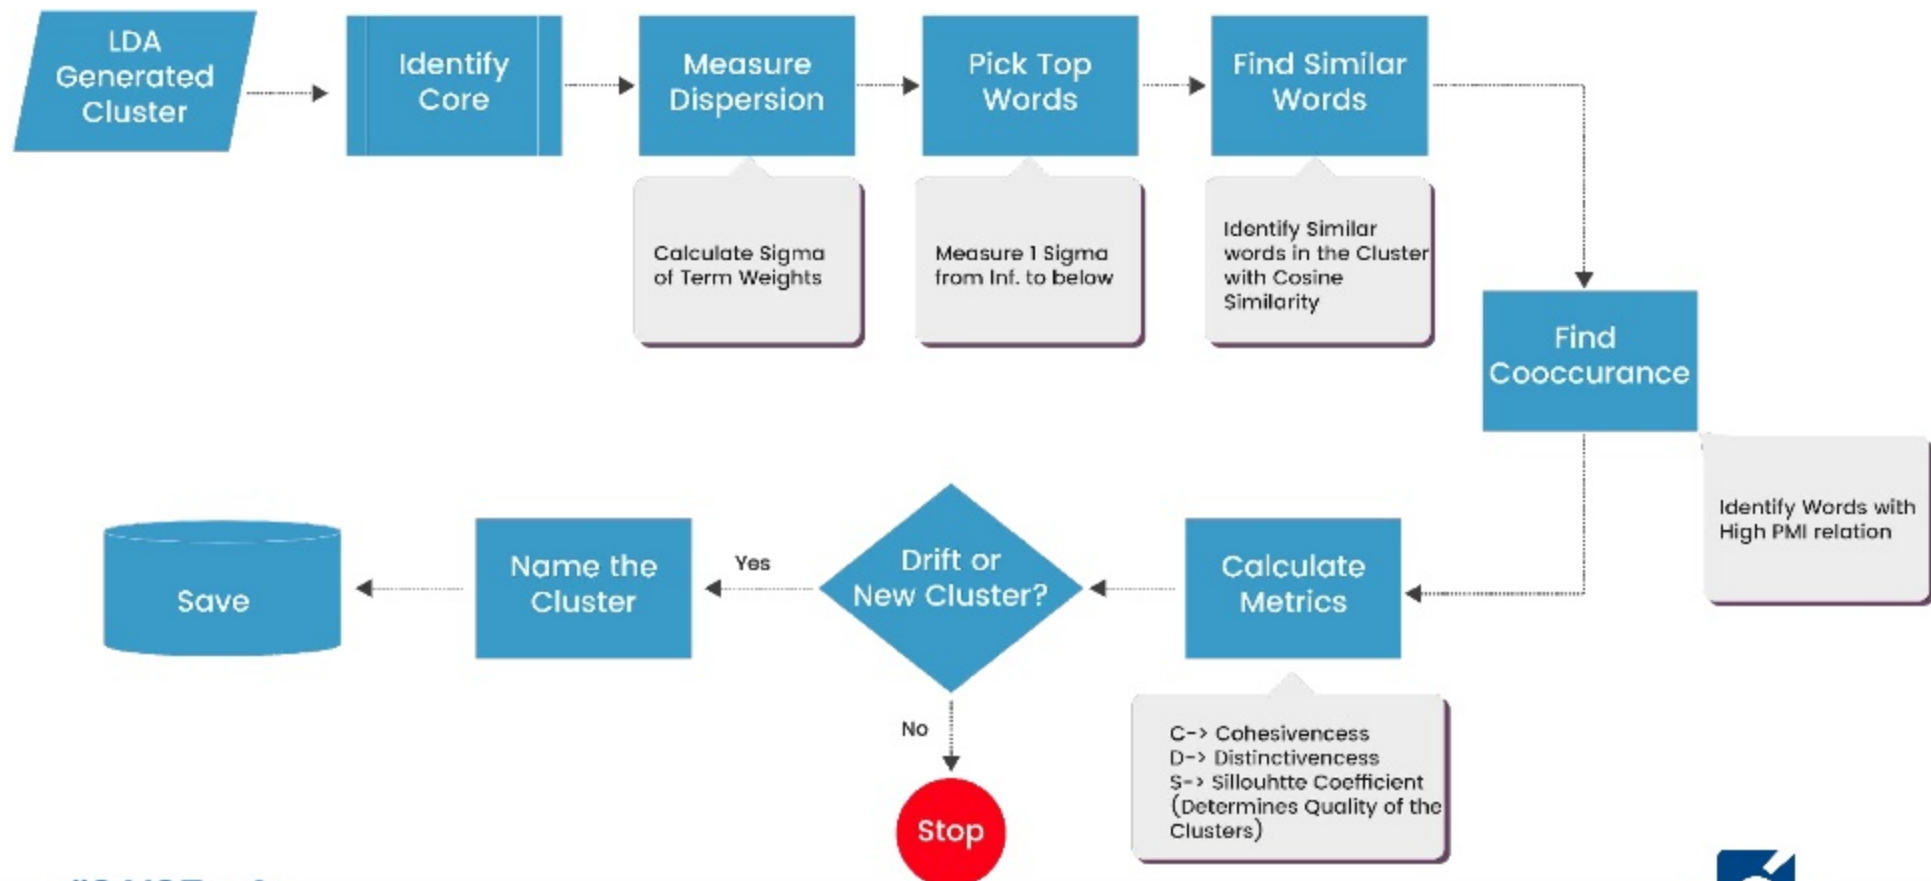 LDA
Generated
Cluster
Identify
Core
Measure
Dispersion
Pick Top
Words
Find Similar
Words
Calculate Sigma
of Term Weights
Measure 1 Sigma
from Inf. to below
Identify Similar
words in the Cluster
with Cosine
Similarity
Find
Cooccurance
Identify Words with
High PMI relation
Calculate
Metrics
C-> Cohesivencess
D-> Distinctivencess
S-> Sillouhtte Coefficient
(Determines Quality of the
Clusters)
Drift or
New Cluster?
Yes
Name the
Cluster
Save
No
Stop